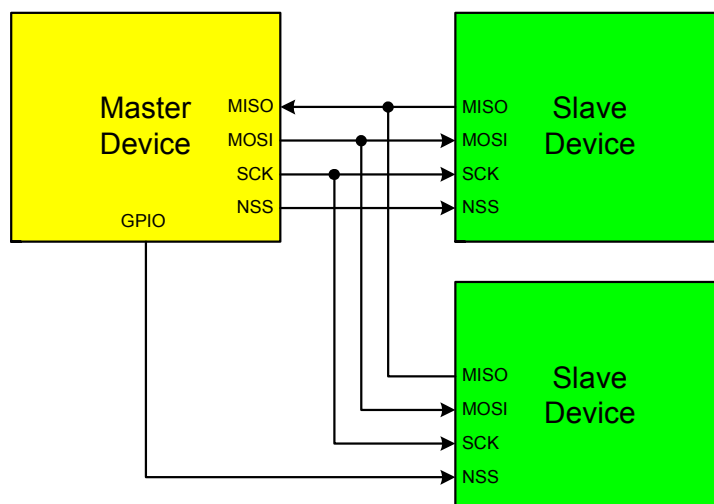 Master
Device
MISO
MOSI
SCK
NSS
GPIO
MISO
MOSI
SCK
NSS
Slave
Device
MISO
MOSI
SCK
NSS
Slave
Device